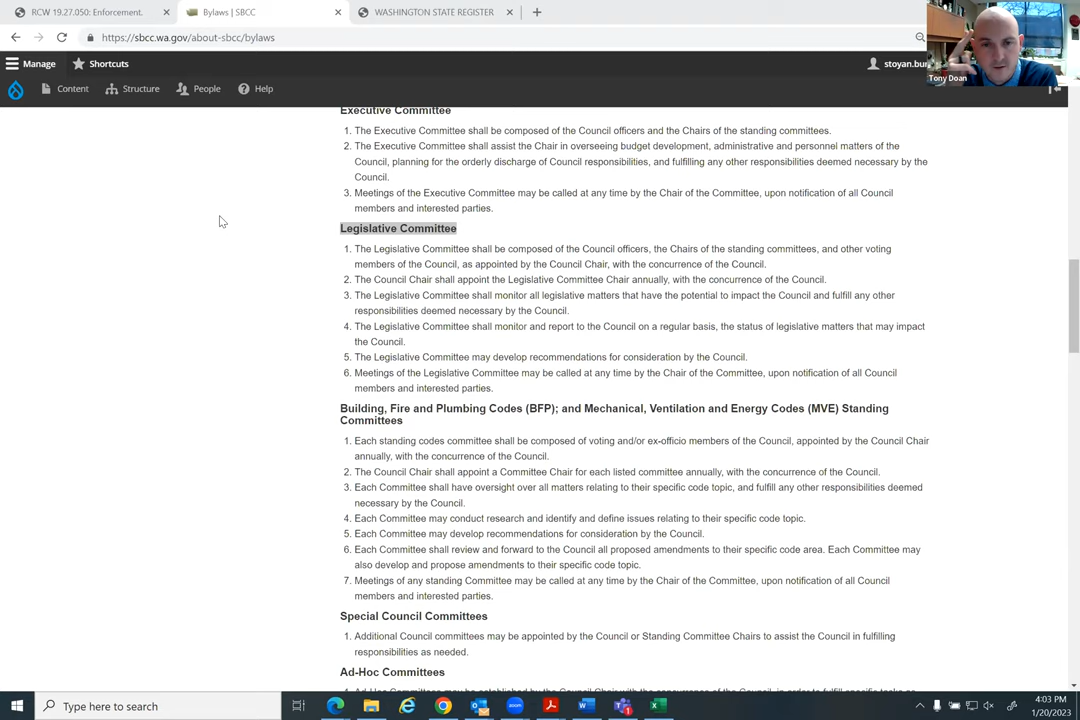 RCW 19.27.050: Enforcement.
Bylaws | SBCC
WASHINGTON STATE REGISTER
https://sbcc.wa.gov/about-sbcc/bylaws
Manage
Shortcuts
Tony Doan
Content
Structure
People
Help
Executive Committee
1. The Executive Committee shall be composed of the Council officers and the Chairs of the standing committees.
2. The Executive Committee shall assist the Chair in overseeing budget development, administrative and personnel matters of the
Council, planning for the orderly discharge of Council responsibilities, and fulfilling any other responsibilities deemed necessary by the
Council.
3. Meetings of the Executive Committee may be called at any time by the Chair of the Committee, upon notification of all Council
members and interested parties.
Legislative Committee
1. The Legislative Committee shall be composed of the Council officers, the Chairs of the standing committees, and other voting
members of the Council, as appointed by the Council Chair, with the concurrence of the Council.
2. The Council Chair shall appoint the Legislative Committee Chair annually, with the concurrence of the Council.
3. The Legislative Committee shall monitor all legislative matters that have the potential to impact the Council and fulfill any other
responsibilities deemed necessary by the Council.
4. The Legislative Committee shall monitor and report to the Council on a regular basis, the status of legislative matters that may impact
the Council.
5. The Legislative Committee may develop recommendations for consideration by the Council.
6. Meetings of the Legislative Committee may be called at any time by the Chair of the Committee, upon notification of all Council
members and interested parties.
Building, Fire and Plumbing Codes (BFP); and Mechanical, Ventilation and Energy Codes (MVE) Standing
Committees
1. Each standing codes committee shall be composed of voting and/or ex-officio members of the Council, appointed by the Council Chair
annually, with the concurrence of the Council.
2. The Council Chair shall appoint a Committee Chair for each listed committee annually, with the concurrence of the Council.
3. Each Committee shall have oversight over all matters relating to their specific code topic, and fulfill any other responsibilities deemed
necessary by the Council.
4. Each Committee may conduct research and identify and define issues relating to their specific code topic.
5. Each Committee may develop recommendations for consideration by the Council.
6. Each Committee shall review and forward to the Council all proposed amendments to their specific code area. Each Committee may
also develop and propose amendments to their specific code topic.
7. Meetings of any standing Committee may be called at any time by the Chair of the Committee, upon notification of all Council
members and interested parties.
Special Council Committees
1. Additional Council committees may be appointed by the Council or Standing Committee Chairs to assist the Council in fulfilling
responsibilities as needed.
Ad-Hoc Committees
Type here to search
4:03 PM
1/20/2023